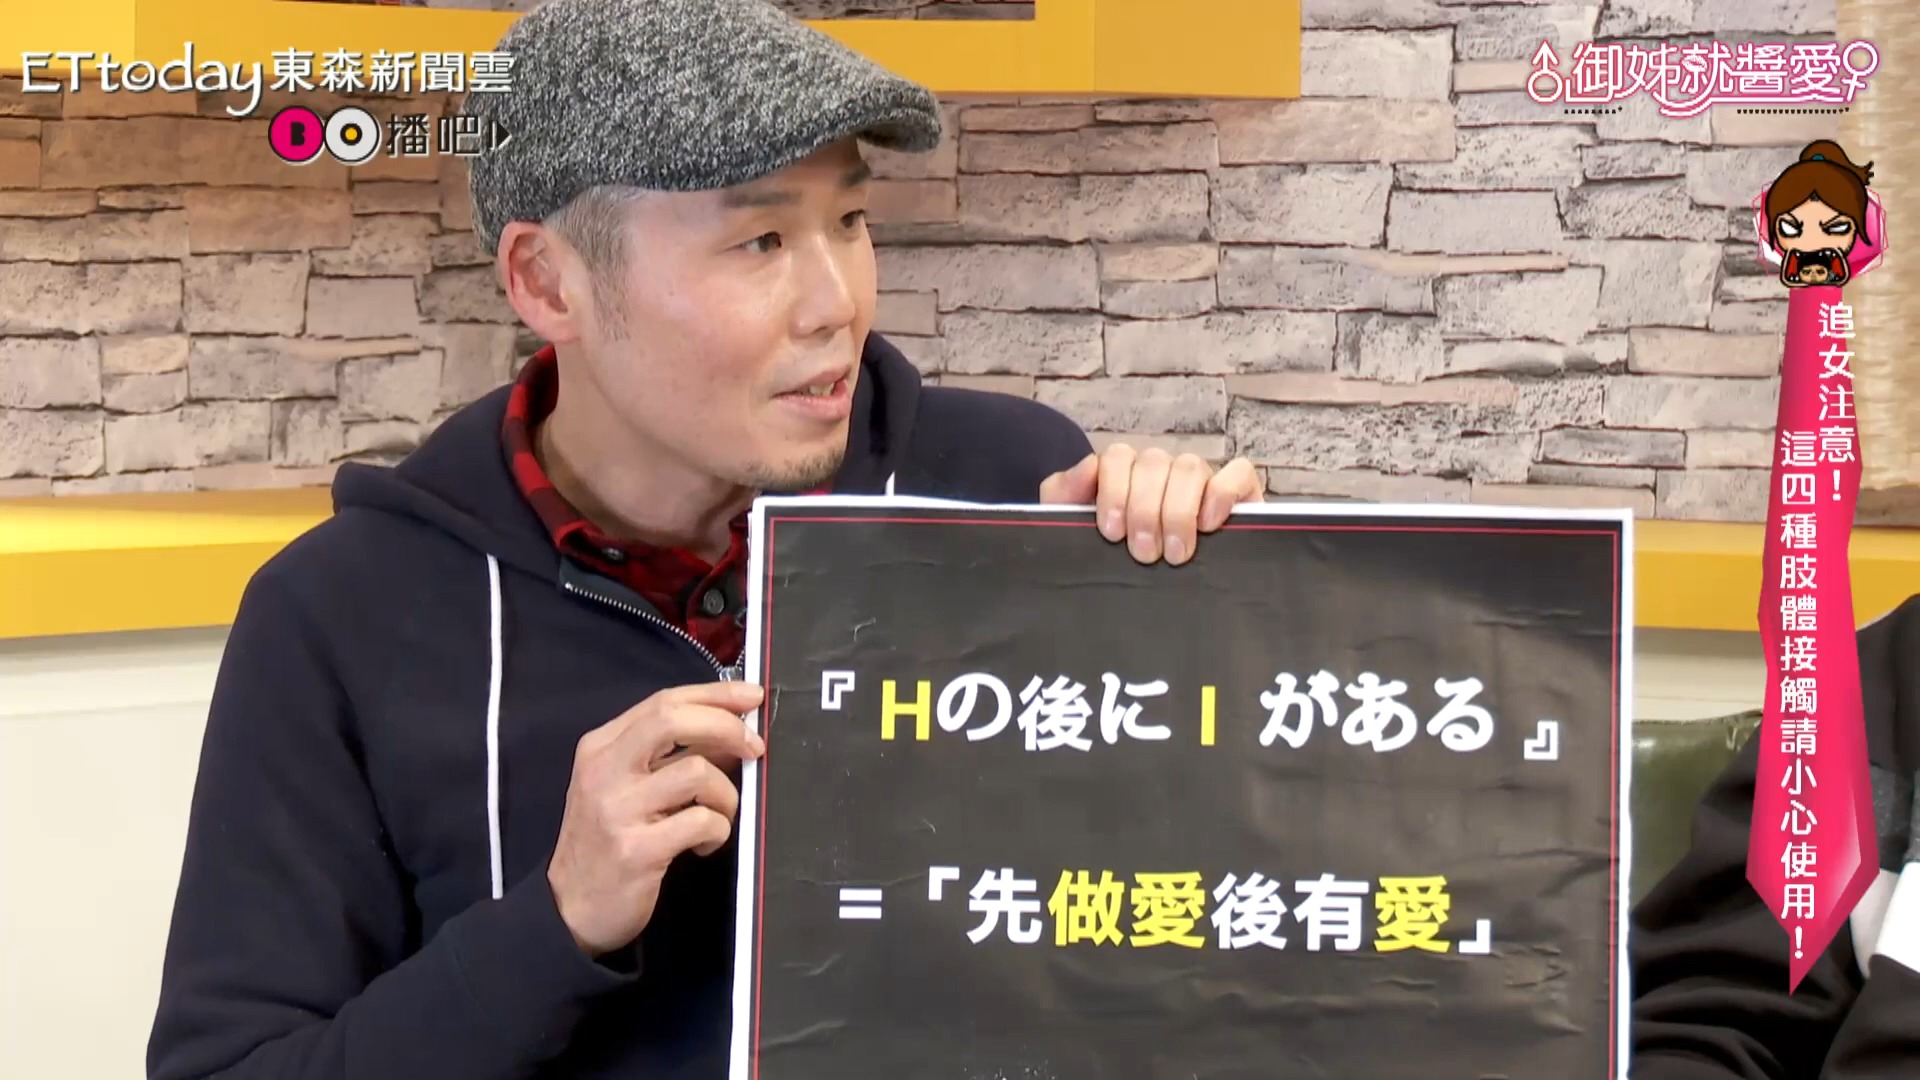 ETtoday東森新聞雲
BO播吧
御姊就醬愛
追女注意！
這四種肢體接觸請小心使用！
『Hの後に I がある』
=「先做愛後有愛」